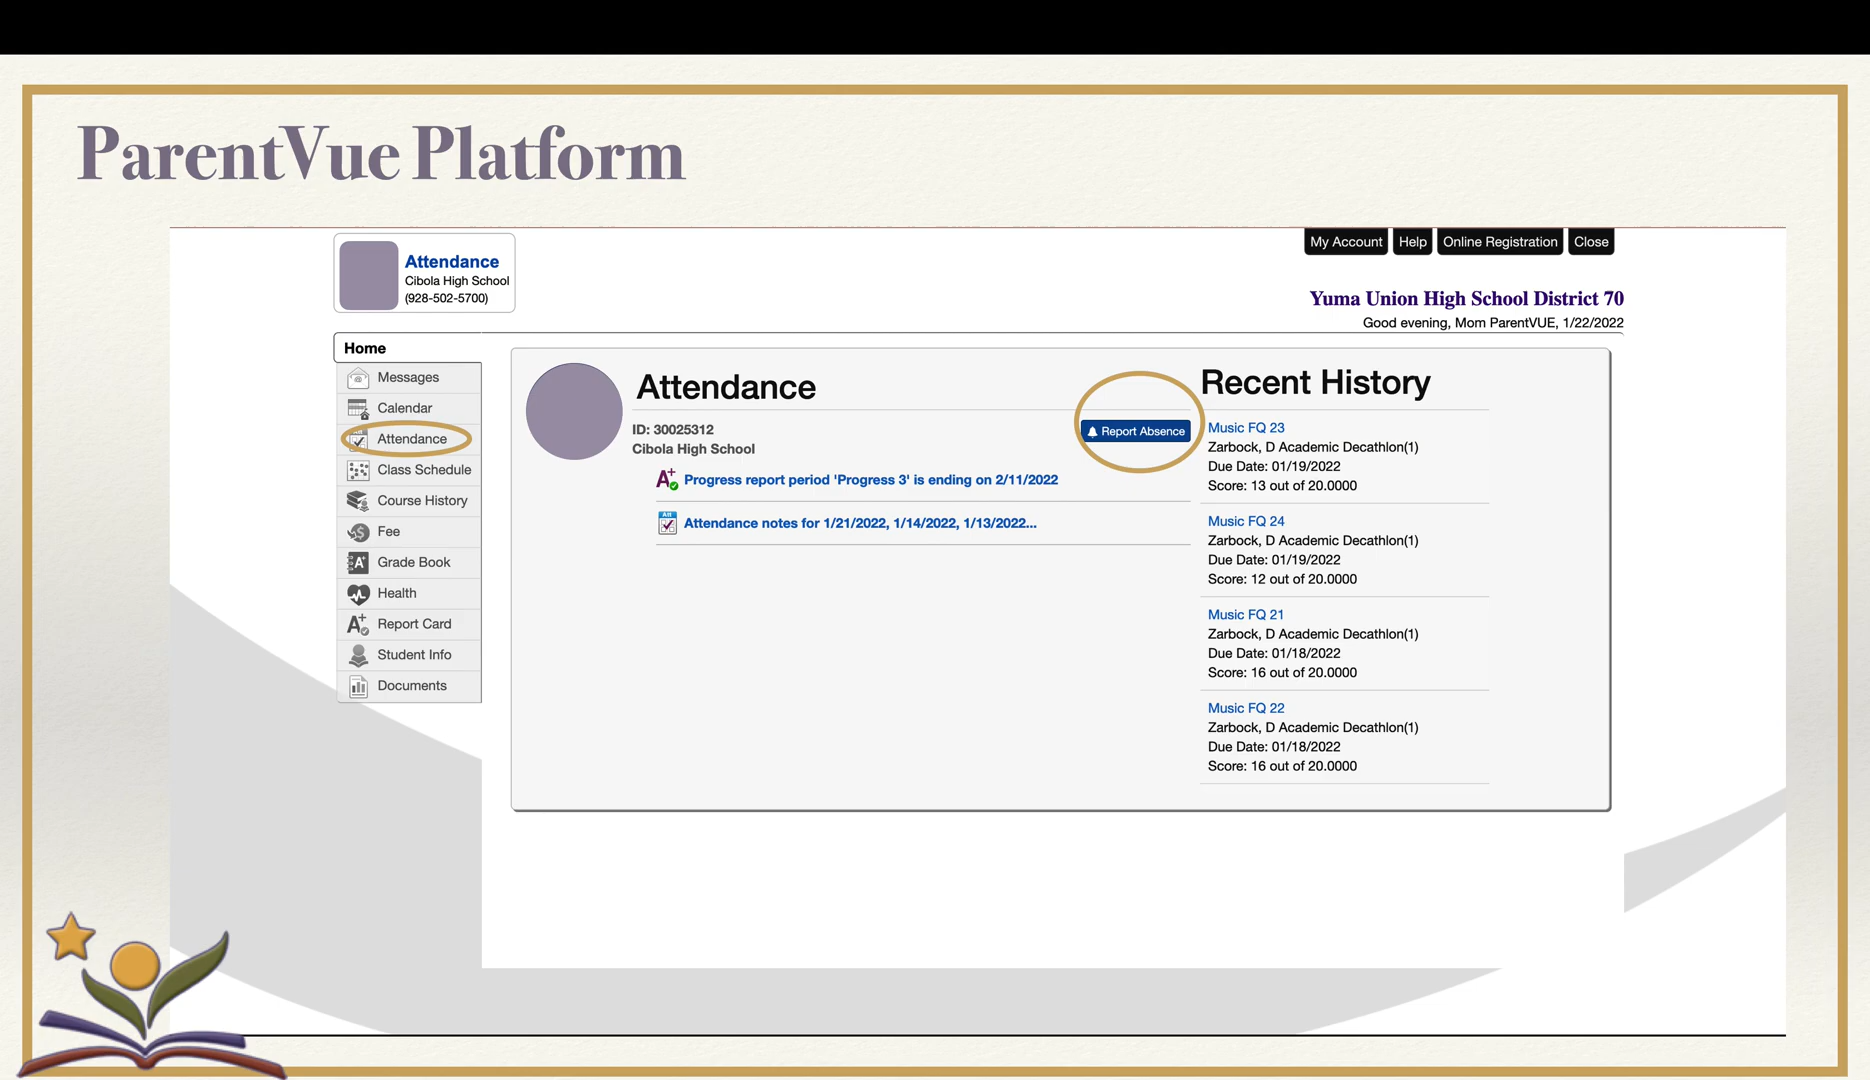 ParentVue Platform
Attendance
Cibola High School
(928-502-5700)
My Account
Help
Online Registration
Close
Yuma Union High School District 70
Good evening, Mom ParentVUE, 1/22/2022
Home
Messages
Calendar
Attendance
Class Schedule
Course History
Fee
Grade Book
Health
Report Card
Student Info
Documents
Attendance
ID: 30025312
Cibola High School
Report Absence
Progress report period 'Progress 3' is ending on 2/11/2022
Attendance notes for 1/21/2022, 1/14/2022, 1/13/2022...
Recent History
Music FQ 23
Zarbock, D Academic Decathlon(1)
Due Date: 01/19/2022
Score: 13 out of 20.0000
Music FQ 24
Zarbock, D Academic Decathlon(1)
Due Date: 01/19/2022
Score: 12 out of 20.0000
Music FQ 21
Zarbock, D Academic Decathlon(1)
Due Date: 01/18/2022
Score: 16 out of 20.0000
Music FQ 22
Zarbock, D Academic Decathlon(1)
Due Date: 01/18/2022
Score: 16 out of 20.0000